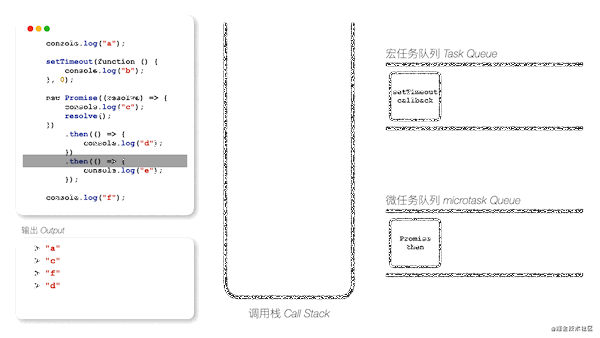 console.log("a");
setTimeout(function () {
console.log("b");
}, 0);
new Promise((resolve) => {
console.log("c");
resolve();
})
.then(() => {
console.log("d");
})
.then(() => {
console.log("e");
});
console.log("f");
输出 Output
> "a"
> "c"
> "f"
> "d"
调用栈 Call Stack
宏任务队列 Task Queue
setTimeout
callback
微任务队列 microtask Queue
Promise
then
@稀土掘金技术社区